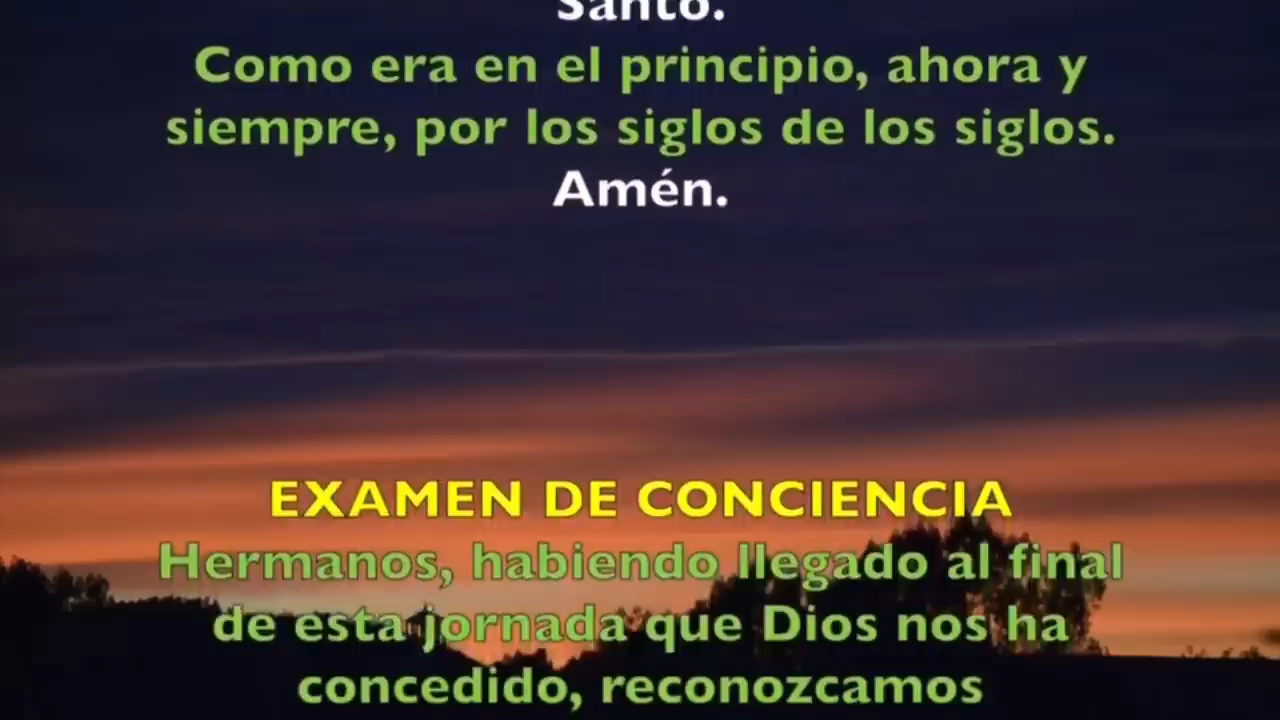 Santo.
Como era en el principio, ahora y
siempre, por los siglos de los siglos.
Amén.
EXAMEN DE CONCIENCIA
Hermanos, habiendo llegado al final
de esta jornada que Dios nos ha
concedido, reconozcamos